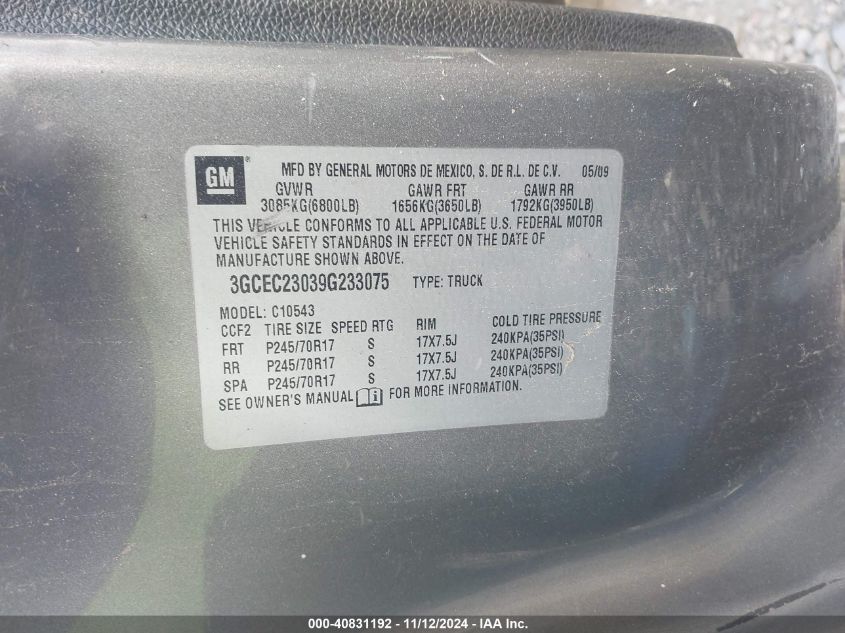 GM ®
MFD BY GENERAL MOTORS DE MEXICO, S. DE R.L. DE C.V. 05/09
GVWR GAWR FRT GAWR RR
3085KG(6800LB) 1656KG(3650LB) 1792KG(3950LB)
THIS VEHICLE CONFORMS TO ALL APPLICABLE U.S. FEDERAL MOTOR
VEHICLE SAFETY STANDARDS IN EFFECT ON THE DATE OF
MANUFACTURE SHOWN ABOVE.
3GCEC23039G233075 TYPE: TRUCK
MODEL: C10543
CCF2 TIRE SIZE SPEED RTG RIM COLD TIRE PRESSURE
FRT P245/70R17 S 17X7.5J 240KPA(35PSI)
RR P245/70R17 S 17X7.5J 240KPA(35PSI)
SPA P245/70R17 S 17X7.5J 240KPA(35PSI)
SEE OWNER'S MANUAL i FOR MORE INFORMATION.
000-40831192 - 11/12/2024 - IAA Inc.